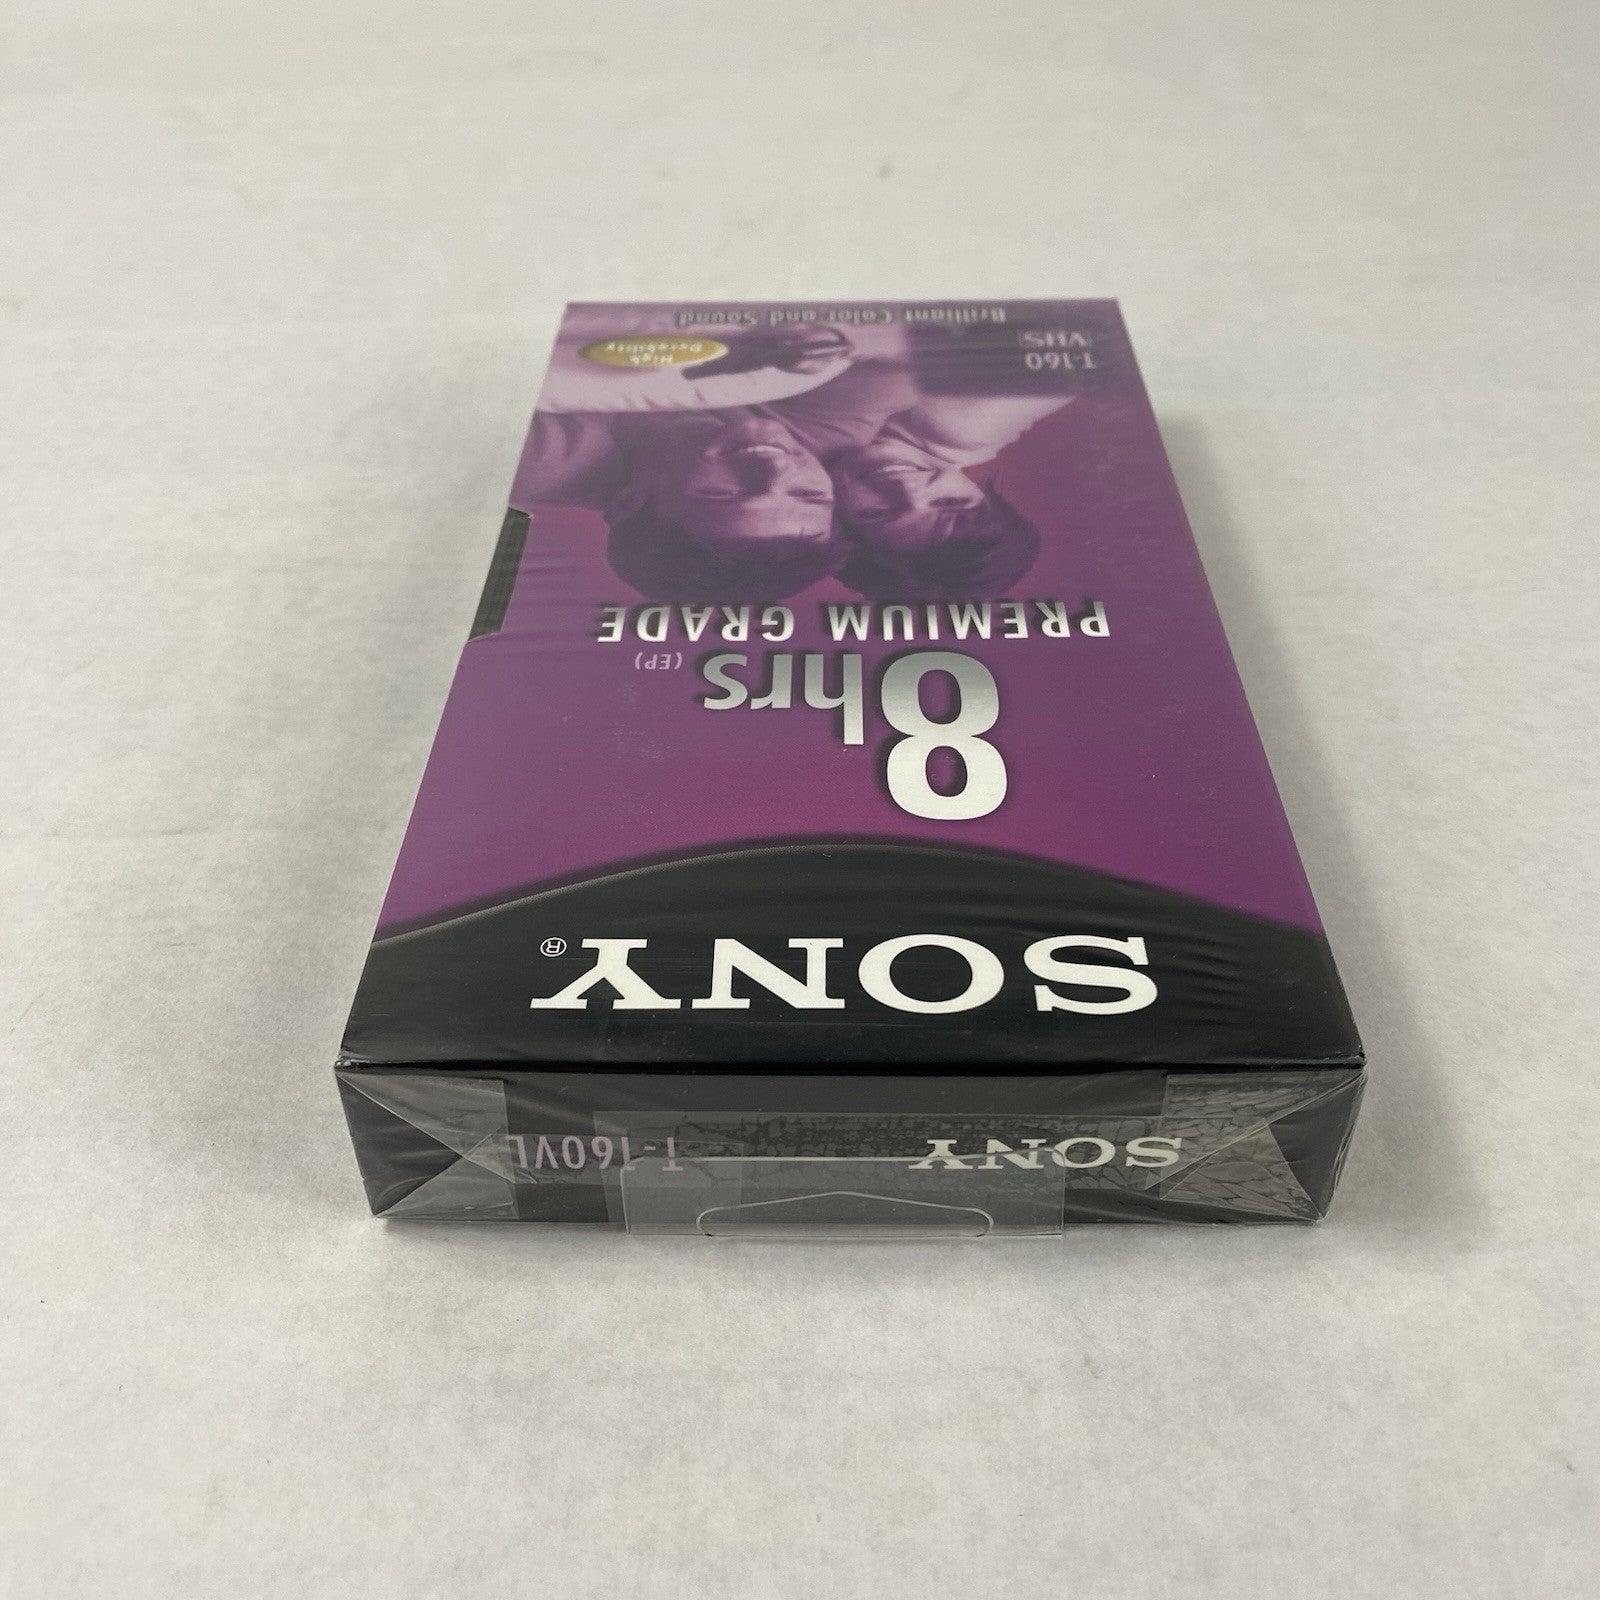 SONY®
8hrs (EP)
PREMIUM GRADE
T-160
VHS
High
Durability
Brilliant Color and Sound
SONY T-160VL